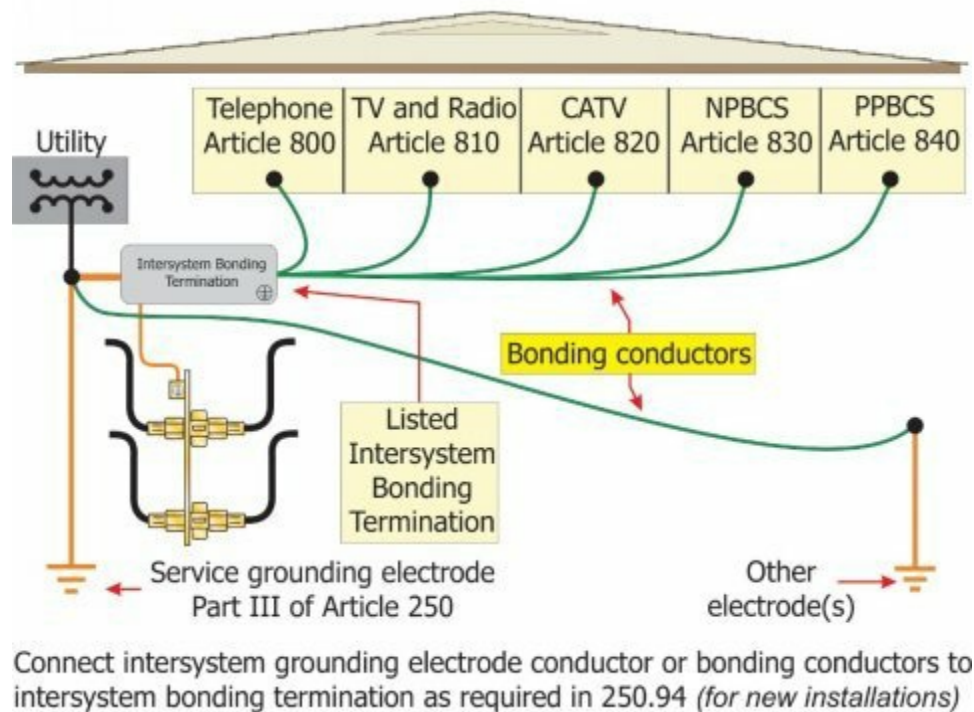 Utility
Telephone
Article 800
TV and Radio
Article 810
CATV
Article 820
NPBCS
Article 830
PPBCS
Article 840
Intersystem Bonding
Termination
Bonding conductors
Listed
Intersystem
Bonding
Termination
Service grounding electrode
Part III of Article 250
Other
electrode(s)
Connect intersystem grounding electrode conductor or bonding conductors to
intersystem bonding termination as required in 250.94 (for new installations)